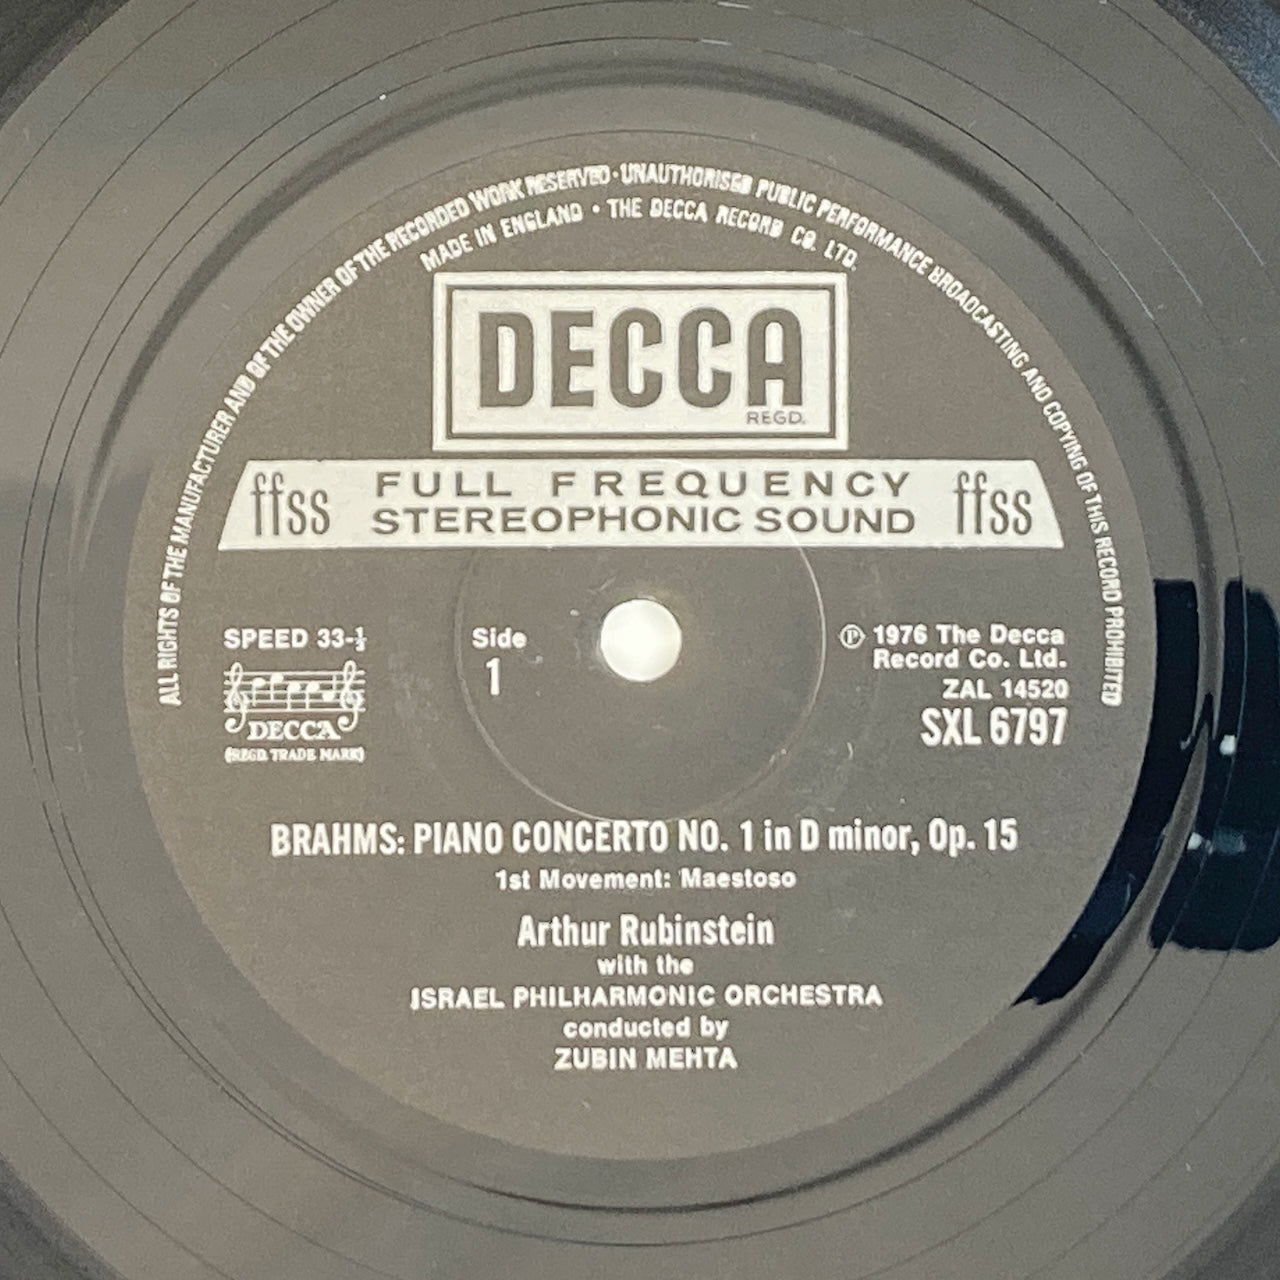 ALL RIGHTS OF THE MANUFACTURER AND OF THE OWNER OF THE RECORDED WORK RESERVED · UNAUTHORISED PUBLIC PERFORMANCE BROADCASTING AND COPYING OF THIS RECORD PROHIBITED
MADE IN ENGLAND • THE DECCA RECORD CO. LTD.
DECCA
REGD.
ffss FULL FREQUENCY STEREOPHONIC SOUND ffss
SPEED 33-⅓
DECCA
(REGD. TRADE MARK)
Side
1
Ⓟ 1976 The Decca
Record Co. Ltd.
ZAL 14520
SXL 6797
BRAHMS: PIANO CONCERTO NO. 1 in D minor, Op. 15
1st Movement: Maestoso
Arthur Rubinstein
with the
ISRAEL PHILHARMONIC ORCHESTRA
conducted by
ZUBIN MEHTA